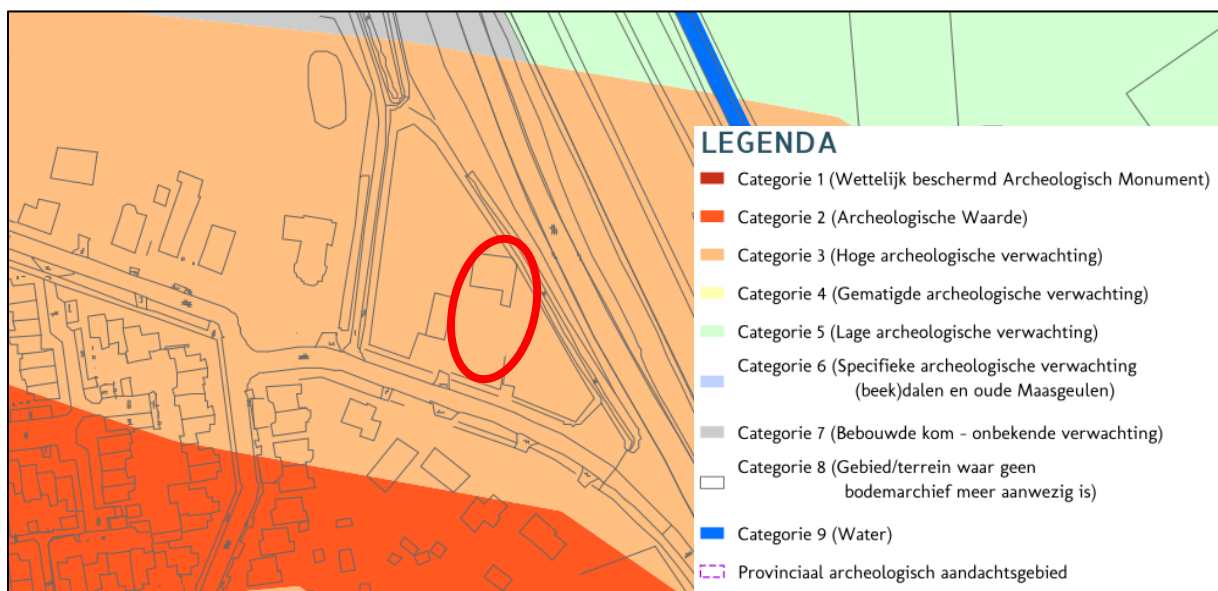 LEGENDA
Categorie 1 (Wettelijk beschermd Archeologisch Monument)
Categorie 2 (Archeologische Waarde)
Categorie 3 (Hoge archeologische verwachting)
Categorie 4 (Gematigde archeologische verwachting)
Categorie 5 (Lage archeologische verwachting)
Categorie 6 (Specifieke archeologische verwachting
(beek)dalen en oude Maasgeulen)
Categorie 7 (Bebouwde kom - onbekende verwachting)
Categorie 8 (Gebied/terrein waar geen
bodemarchief meer aanwezig is)
Categorie 9 (Water)
Provinciaal archeologisch aandachtsgebied